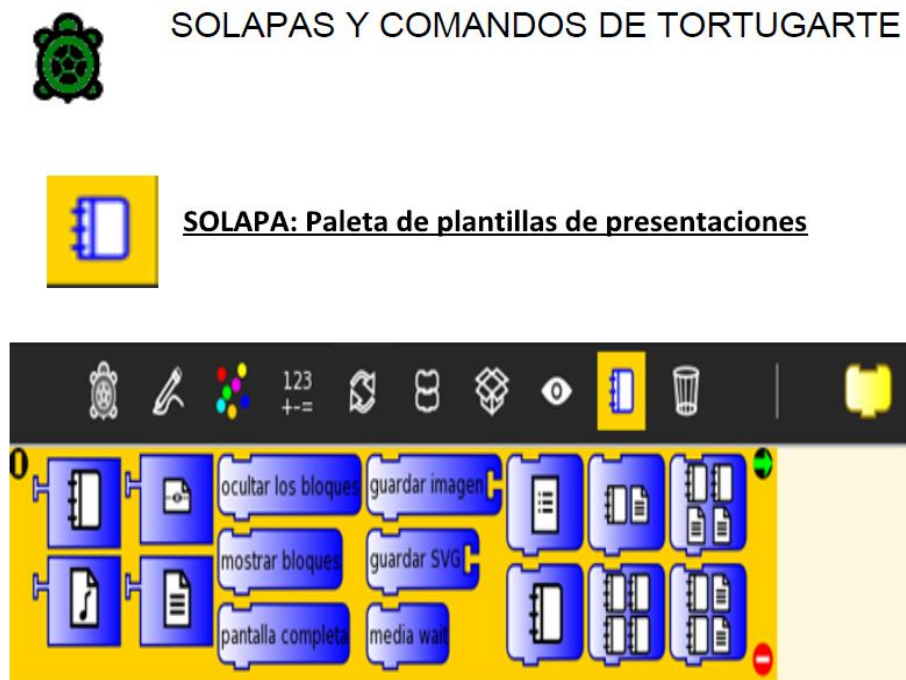 SOLAPAS Y COMANDOS DE TORTUGARTE
SOLAPA: Paleta de plantillas de presentaciones
123
+-=
ocultar los bloques
guardar imagen
mostrar bloques
guardar SVG
pantalla completa
media wait